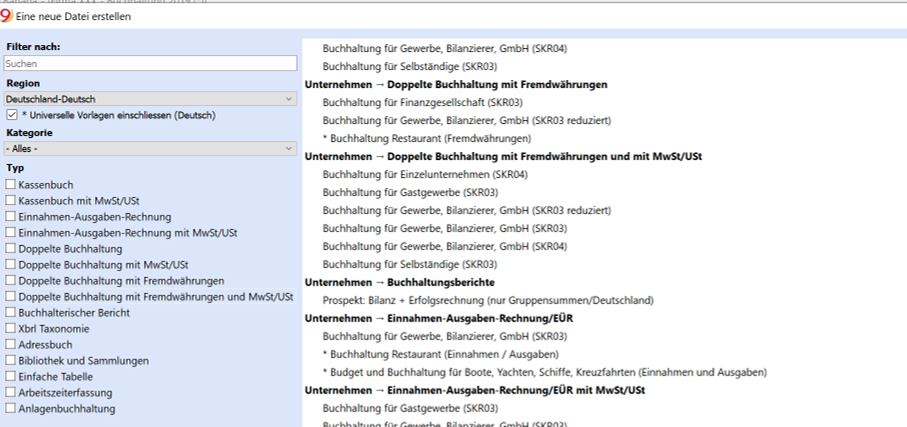 9 Eine neue Datei erstellen
Filter nach:
Suchen
Region
Deutschland-Deutsch
* Universelle Vorlagen einschliessen (Deutsch)
Kategorie
- Alles -
Typ
Kassenbuch
Kassenbuch mit MwSt/USt
Einnahmen-Ausgaben-Rechnung
Einnahmen-Ausgaben-Rechnung mit MwSt/USt
Doppelte Buchhaltung
Doppelte Buchhaltung mit MwSt/USt
Doppelte Buchhaltung mit Fremdwährungen
Doppelte Buchhaltung mit Fremdwährungen und MwSt/USt
Buchhalterischer Bericht
Xbrl Taxonomie
Adressbuch
Bibliothek und Sammlungen
Einfache Tabelle
Arbeitszeiterfassung
Anlagenbuchhaltung
Buchhaltung für Gewerbe, Bilanzierer, GmbH (SKR04)
Buchhaltung für Selbständige (SKR03)
Unternehmen → Doppelte Buchhaltung mit Fremdwährungen
Buchhaltung für Finanzgesellschaft (SKR03)
Buchhaltung für Gewerbe, Bilanzierer, GmbH (SKR03 reduziert)
* Buchhaltung Restaurant (Fremdwährungen)
Unternehmen → Doppelte Buchhaltung mit Fremdwährungen und mit MwSt/USt
Buchhaltung für Einzelunternehmen (SKR04)
Buchhaltung für Gastgewerbe (SKR03)
Buchhaltung für Gewerbe, Bilanzierer, GmbH (SKR03 reduziert)
Buchhaltung für Gewerbe, Bilanzierer, GmbH (SKR03)
Buchhaltung für Gewerbe, Bilanzierer, GmbH (SKR04)
Buchhaltung für Selbständige (SKR03)
Unternehmen → Buchhaltungsberichte
Prospekt: Bilanz + Erfolgsrechnung (nur Gruppensummen/Deutschland)
Unternehmen → Einnahmen-Ausgaben-Rechnung/EÜR
Buchhaltung für Gewerbe, Bilanzierer, GmbH (SKR03)
* Buchhaltung Restaurant (Einnahmen / Ausgaben)
* Budget und Buchhaltung für Boote, Yachten, Schiffe, Kreuzfahrten (Einnahmen und Ausgaben)
Unternehmen → Einnahmen-Ausgaben-Rechnung/EÜR mit MwSt/USt
Buchhaltung für Gastgewerbe (SKR03)
Buchhaltung für Gewerbe, Bilanzierer, GmbH (SKR03)